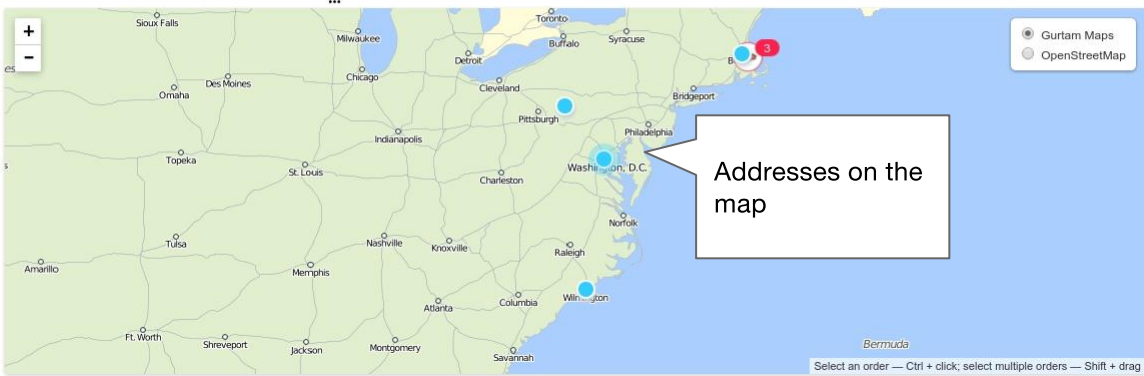 ...
Toronto
Sioux Falls
Milwaukee
Syracuse
Buffalo
Gurtam Maps
OpenStreetMap
3
B
es
Detroit
Chicago
Des Moines
Cleveland
Omaha
Bridgeport
Pittsburgh
Philadelphia
Indianapolis
Topeka
s
St. Louis
Charleston
Washington, D.C.
Addresses on the
map
Norfolk
Tulsa
Nashville
Knoxville
Raleigh
Amarillo
Memphis
Wilmington
Columbia
Atlanta
Ft. Worth
Shreveport
Jackson
Montgomery
Savannah
Bermuda
Select an order — Ctrl + click; select multiple orders — Shift + drag
+
−